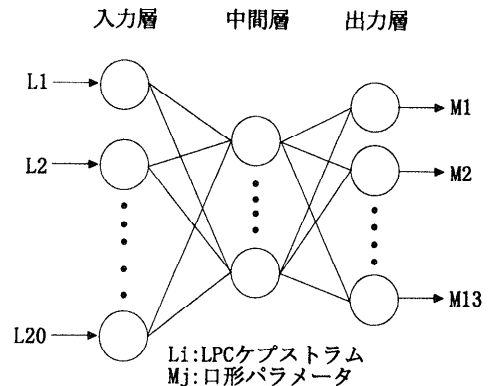 入力層 中間層 出力層
L1 M1
L2 M2
L20 M13
Li:LPCケプストラム
Mj:口形パラメータ